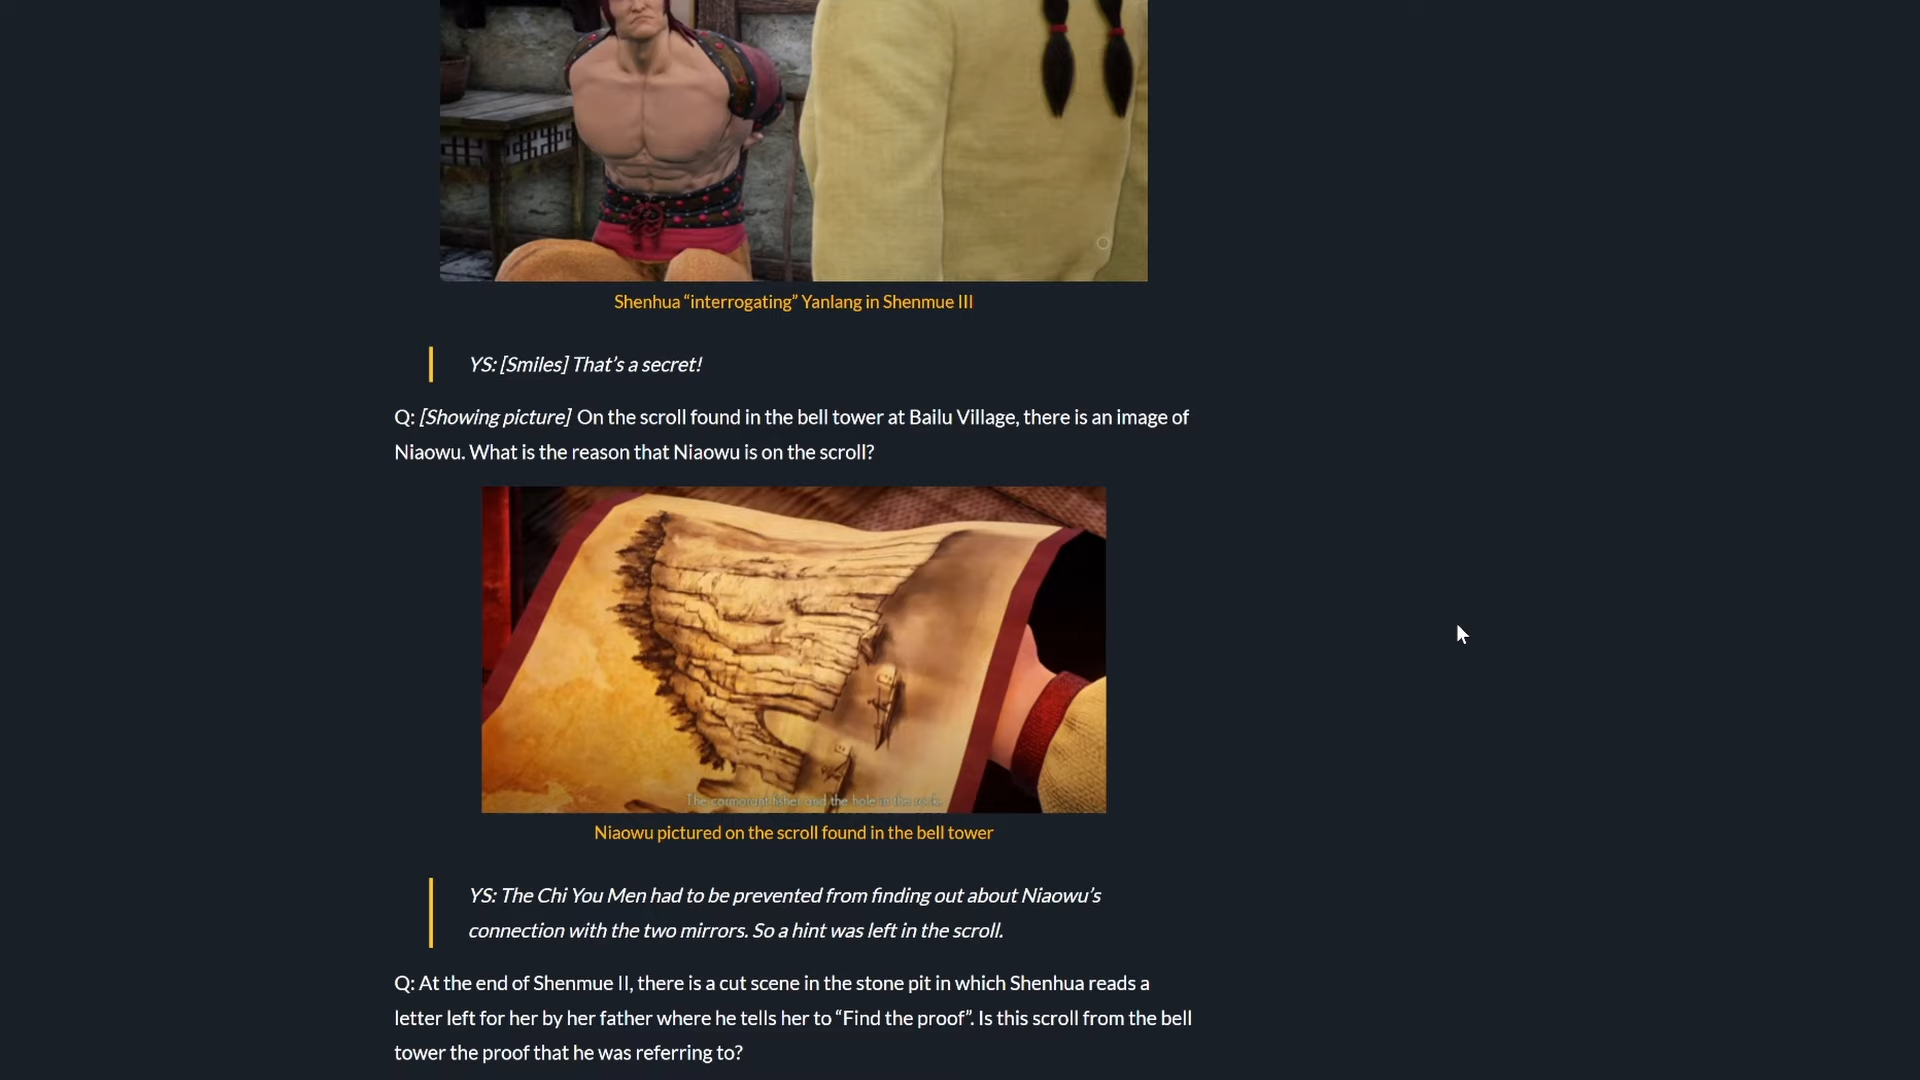 Shenhua “interrogating” Yanlang in Shenmue III
YS: [Smiles] That’s a secret!
Q: [Showing picture] On the scroll found in the bell tower at Bailu Village, there is an image of
Niaowu. What is the reason that Niaowu is on the scroll?
The cormorant fisher and the hole in the rock.
Niaowu pictured on the scroll found in the bell tower
YS: The Chi You Men had to be prevented from finding out about Niaowu’s
connection with the two mirrors. So a hint was left in the scroll.
Q: At the end of Shenmue II, there is a cut scene in the stone pit in which Shenhua reads a
letter left for her by her father where he tells her to “Find the proof”. Is this scroll from the bell
tower the proof that he was referring to?